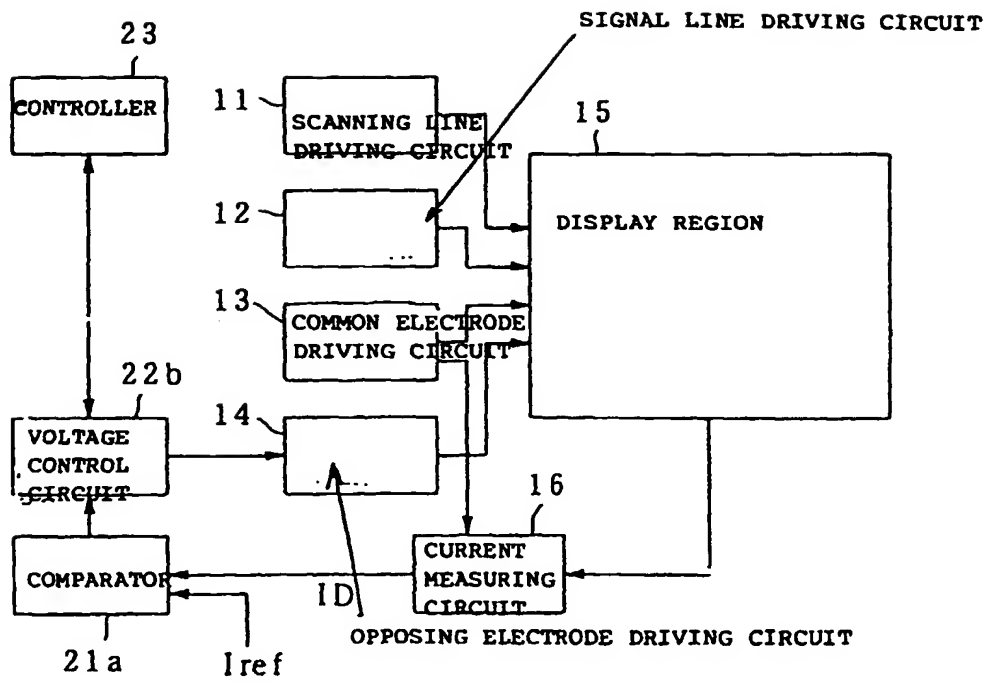 SIGNAL LINE DRIVING CIRCUIT
23
CONTROLLER
11
SCANNING LINE
DRIVING CIRCUIT
15
DISPLAY REGION
12
13
COMMON ELECTRODE
DRIVING CIRCUIT
22b
VOLTAGE
CONTROL
CIRCUIT
14
16
CURRENT
MEASURING
CIRCUIT
COMPARATOR
ID
OPPOSING ELECTRODE DRIVING CIRCUIT
21a
Iref